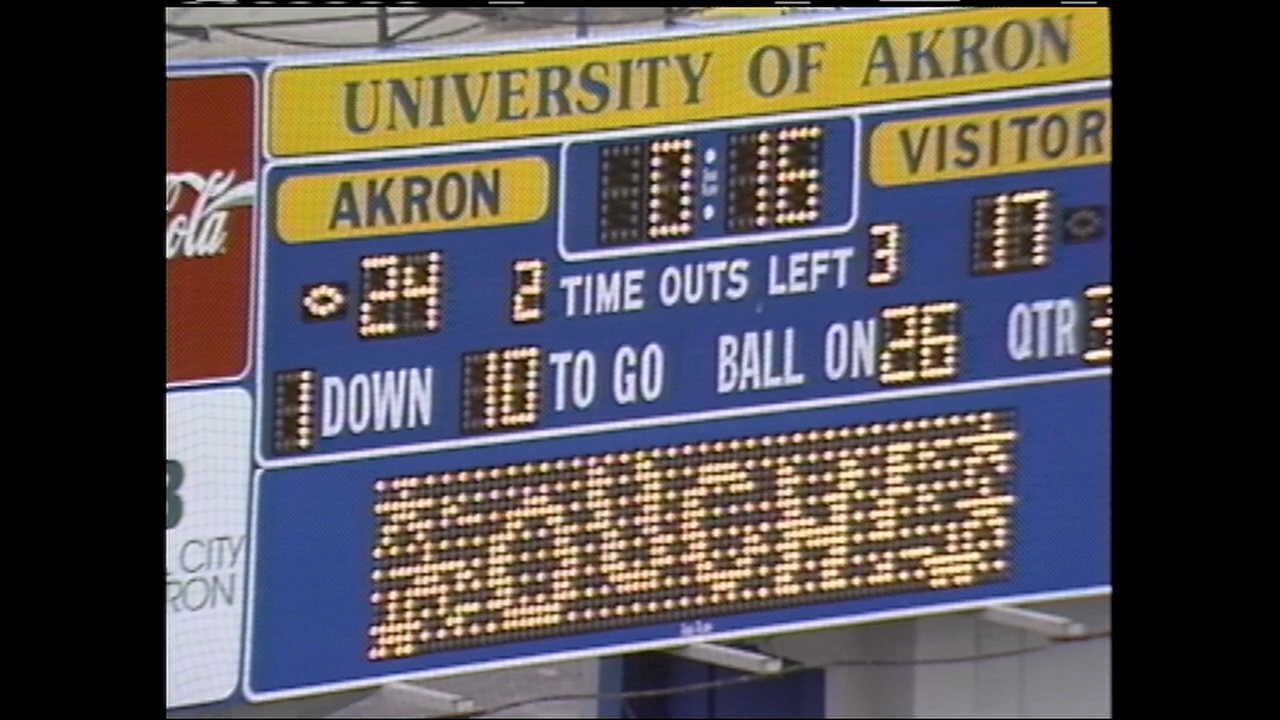 UNIVERSITY OF AKRON
Cola
AKRON
0:16
VISITOR
24
2
TIME OUTS LEFT
3
17
1 DOWN 10 TO GO BALL ON 26 QTR 3
CITY
RON